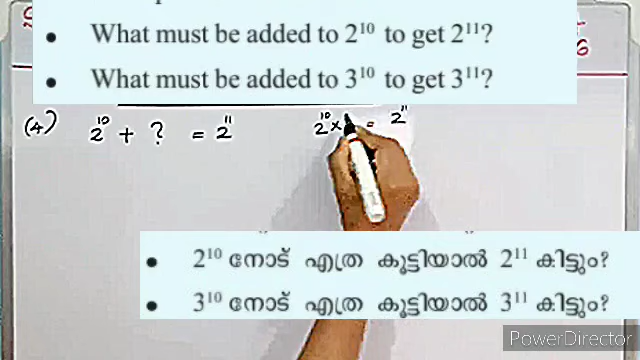 What must be added to 2¹⁰ to get 2¹¹?
What must be added to 3¹⁰ to get 3¹¹?
(4) 2¹⁰ + ? = 2¹¹
2¹⁰ × = 2¹¹
2¹⁰ നോട് എത്ര കൂട്ടിയാൽ 2¹¹ കിട്ടും?
3¹⁰ നോട് എത്ര കൂട്ടിയാൽ 3¹¹ കിട്ടും?
PowerDirector